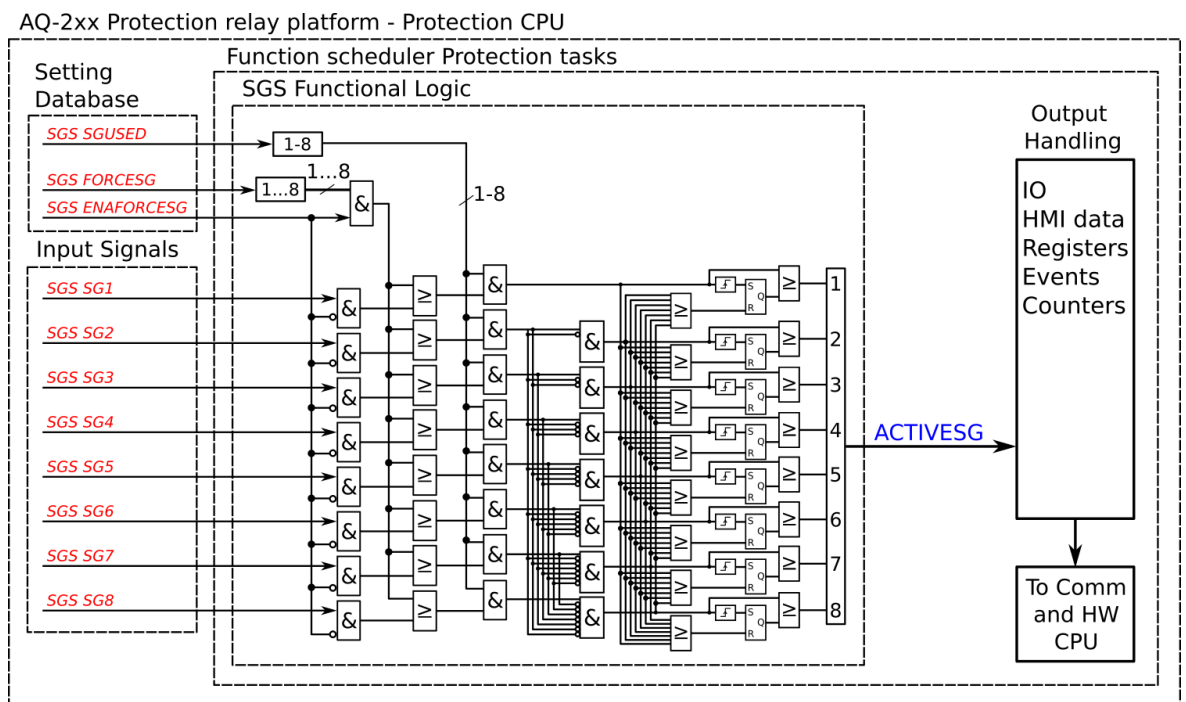 AQ-2xx Protection relay platform - Protection CPU
Function scheduler Protection tasks
Setting
Database
SGS Functional Logic
SGS SGUSED
1-8
SGS FORCESG
1...8
1...8
&
1-8
SGS ENAFORCESG
Input Signals
SGS SG1
SGS SG2
SGS SG3
SGS SG4
SGS SG5
SGS SG6
SGS SG7
SGS SG8
& & & & & & & &
≥ ≥ ≥ ≥ ≥ ≥ ≥ ≥
& & & & & & & &
& & & & & & &
≥ ≥ ≥ ≥ ≥ ≥ ≥ ≥
S Q R
S Q R
S Q R
S Q R
S Q R
S Q R
S Q R
S Q R
≥ ≥ ≥ ≥ ≥ ≥ ≥ ≥
1
2
3
4
5
6
7
8
ACTIVESG
Output
Handling
IO
HMI data
Registers
Events
Counters
To Comm
and HW
CPU